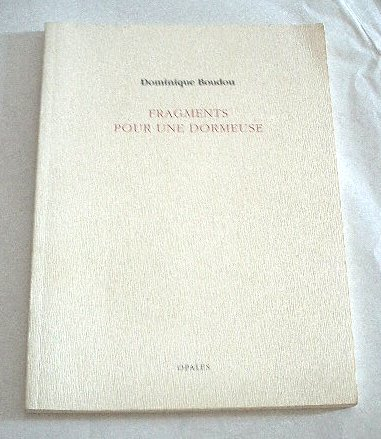 Dominique Boudou
FRAGMENTS
POUR UNE DORMEUSE
OPALES